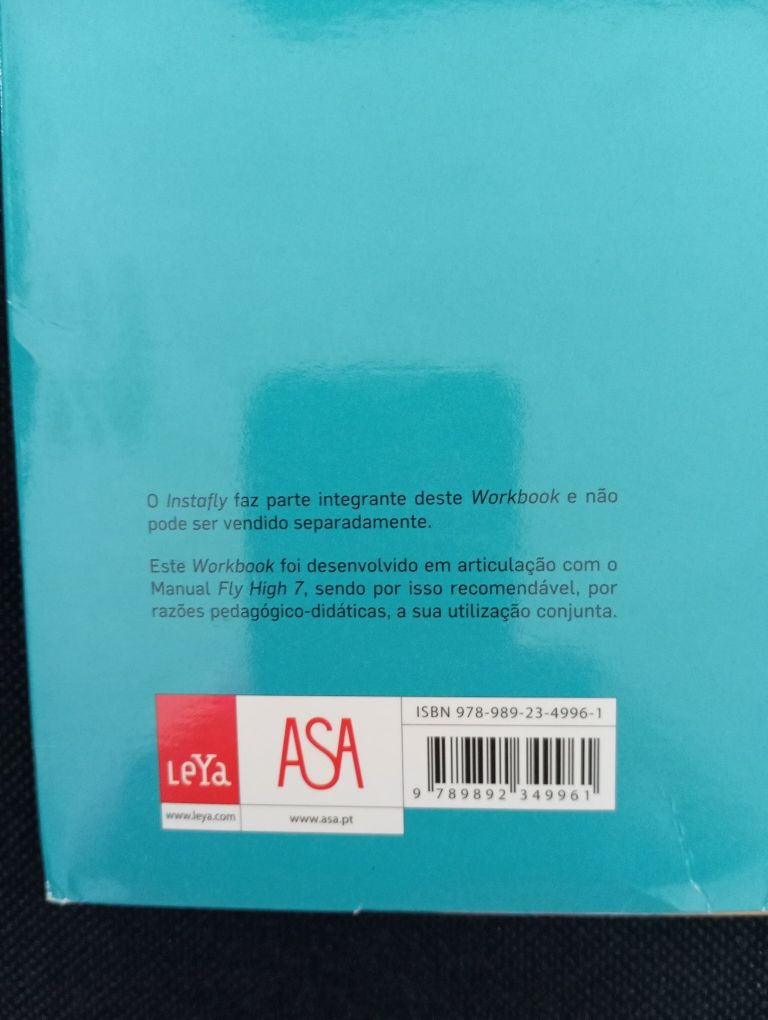 O Instafly faz parte integrante deste Workbook e não
pode ser vendido separadamente.
Este Workbook foi desenvolvido em articulação com o
Manual Fly High 7, sendo por isso recomendável, por
razões pedagógico-didáticas, a sua utilização conjunta.
LeYa
www.leya.com
ASA
www.asa.pt
ISBN 978-989-23-4996-1
9 789892 349961